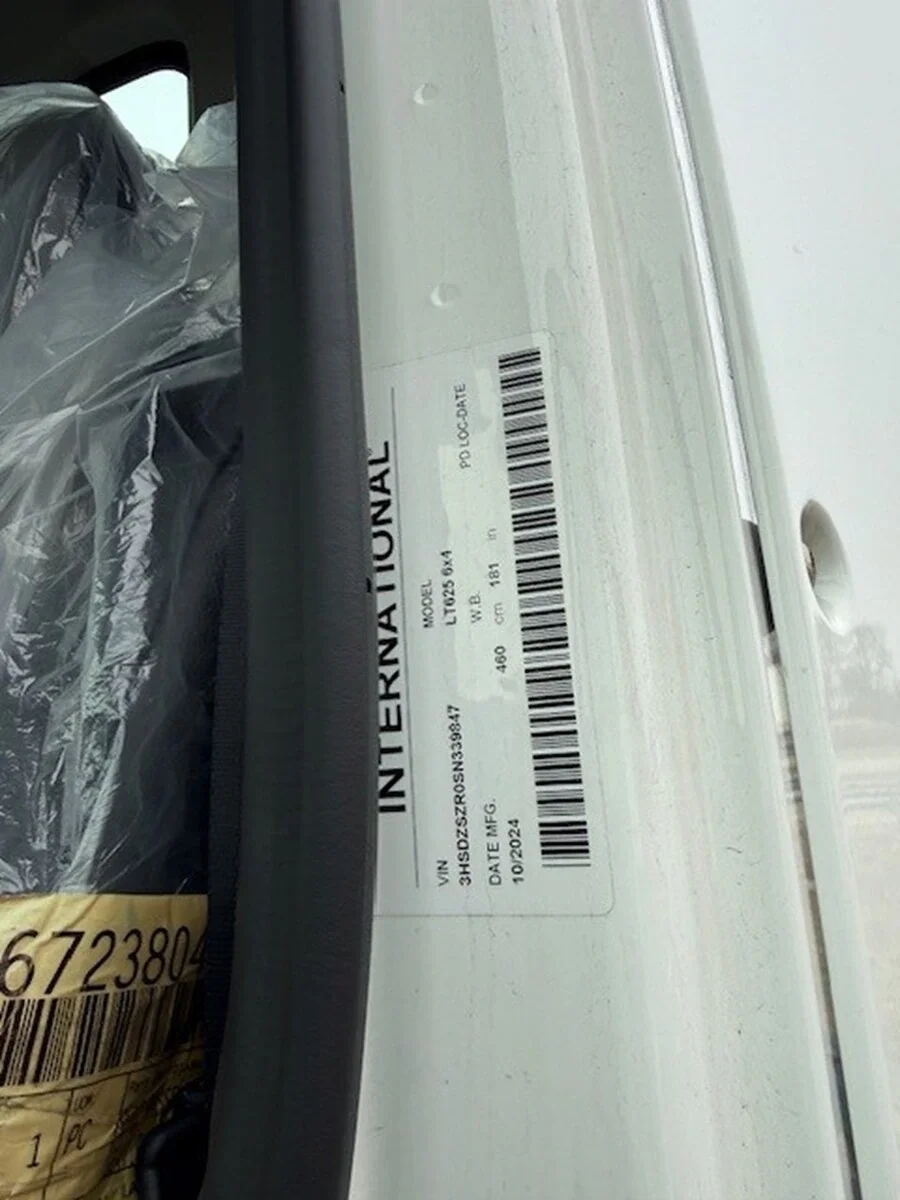 INTERNATIONAL
VIN
3HSDZSZR0SN339847
MODEL
LT625 6x4
DATE MFG.
10/2024
W.B.
460 cm 181 in
PD LOC-DATE
6723804
1
PC